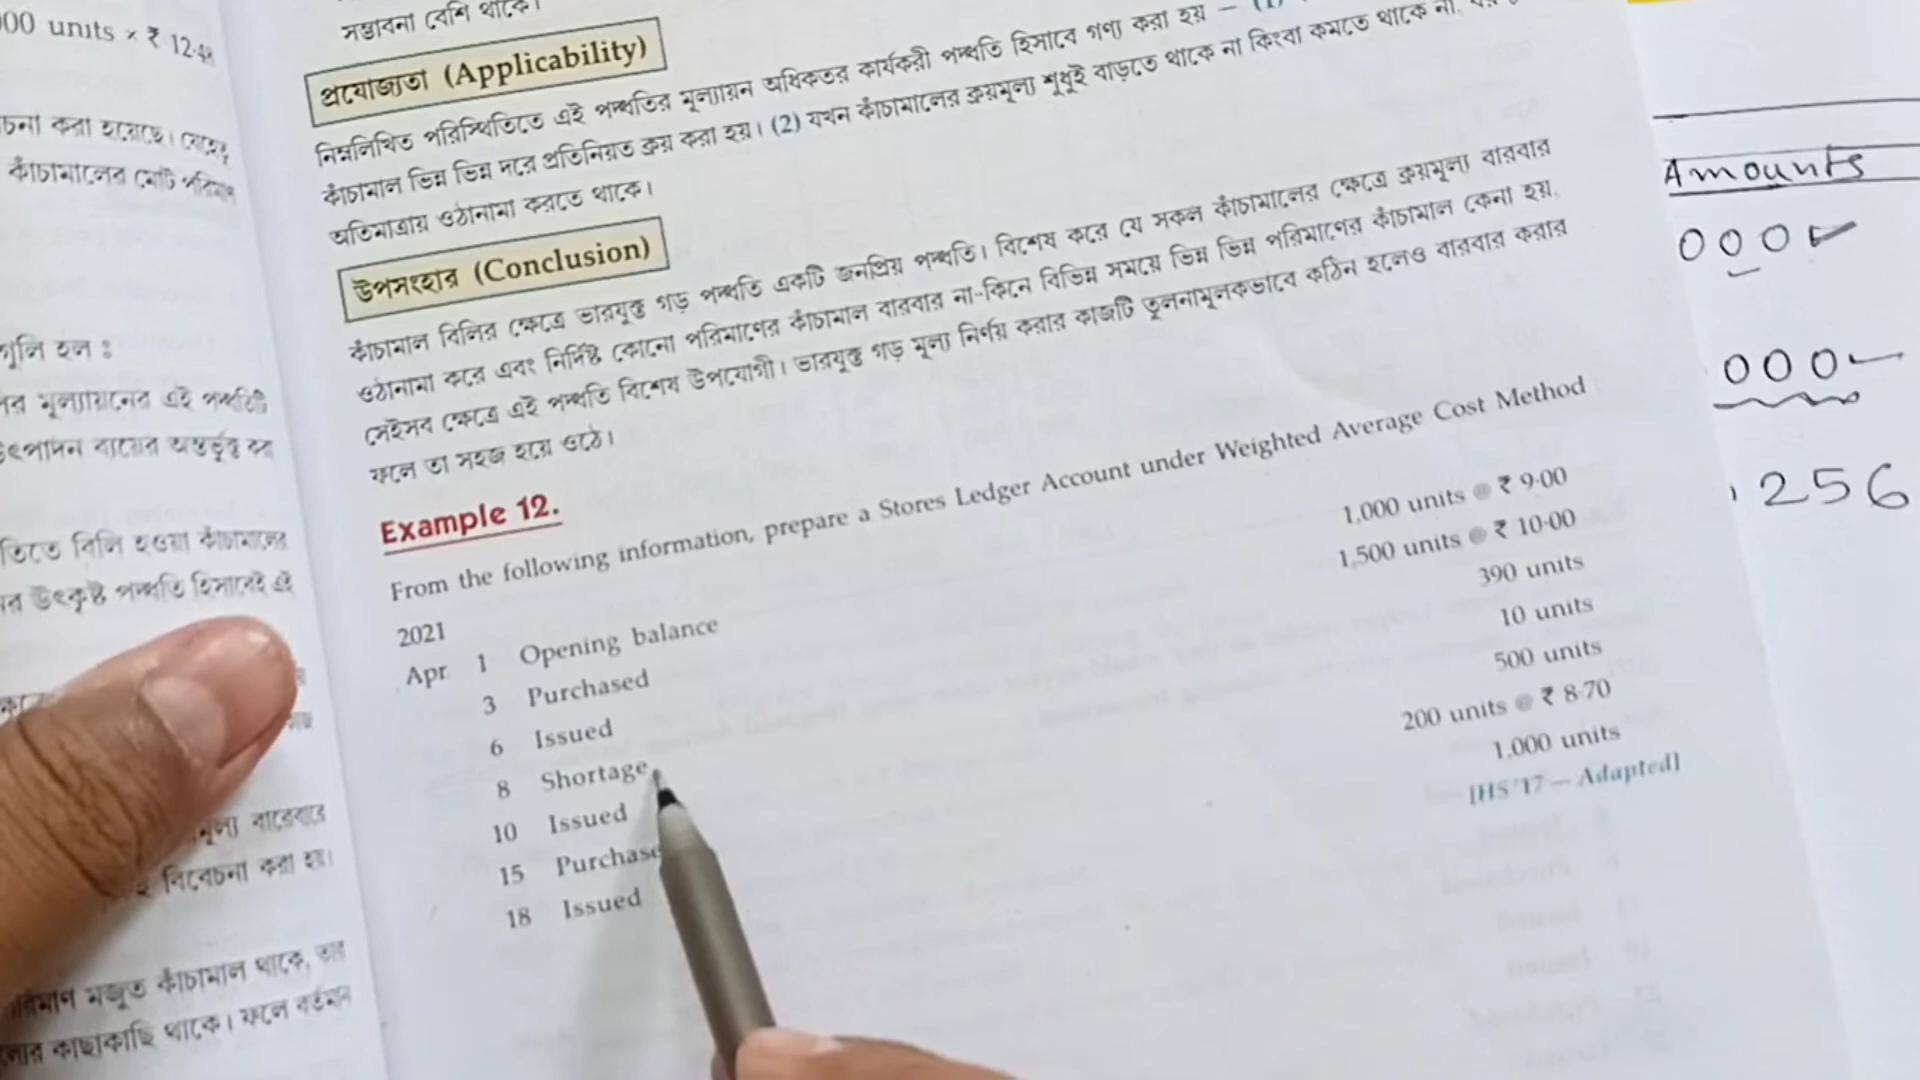 00 units × ₹ 12·48
কাঁচামালের মোট পরিমাণ
গুলি হল :
সম্ভাবনা বেশি থাকে।
প্রযোজ্যতা (Applicability)
নিম্নলিখিত পরিস্থিতিতে এই পদ্ধতির মূল্যায়ন অধিকতর কার্যকরী পদ্ধতি হিসাবে গণ্য করা হয় – (1)
কাঁচামাল ভিন্ন ভিন্ন দরে প্রতিনিয়ত ক্রয় করা হয়। (2) যখন কাঁচামালের ক্রয়মূল্য শুধুই বাড়তে থাকে না কিংবা কমতে থাকে না,
অতিমাত্রায় ওঠানামা করতে থাকে।
উপসংহার (Conclusion)
কাঁচামাল বিলির ক্ষেত্রে ভারযুক্ত গড় পদ্ধতি একটি জনপ্রিয় পদ্ধতি। বিশেষ করে যে সকল কাঁচামালের ক্ষেত্রে ক্রয়মূল্য বারবার
ওঠানামা করে এবং নির্দিষ্ট কোনো পরিমাণের কাঁচামাল বারবার না-কিনে বিভিন্ন সময়ে ভিন্ন ভিন্ন পরিমাণের কাঁচামাল কেনা হয়,
সেইসব ক্ষেত্রে এই পদ্ধতি বিশেষ উপযোগী। ভারযুক্ত গড় মূল্য নির্ণয় করার কাজটি তুলনামূলকভাবে কঠিন হলেও বারবার করার
ফলে তা সহজ হয়ে ওঠে।
Example 12.
From the following information, prepare a Stores Ledger Account under Weighted Average Cost Method
2021
Apr 1 Opening balance 1,000 units @ ₹ 9·00
3 Purchased 1,500 units @ ₹ 10·00
6 Issued 390 units
8 Shortage 10 units
10 Issued 500 units
15 Purchase 200 units @ ₹ 8·70
18 Issued 1,000 units
[HS '17 – Adapted]
Amounts
000
000
256